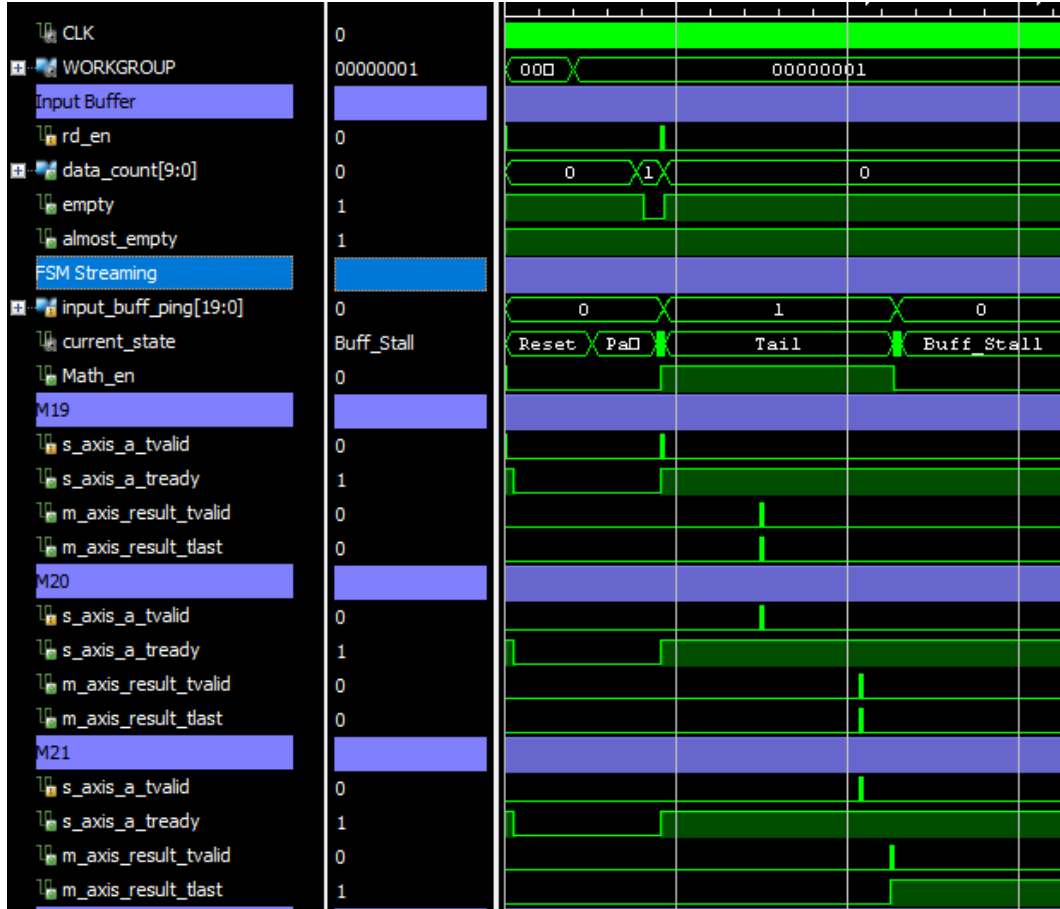 CLK 0
WORKGROUP 00000001 00 00000001
Input Buffer
rd_en 0
data_count[9:0] 0 0 1 0
empty 1
almost_empty 1
FSM Streaming
input_buff_ping[19:0] 0 0 1 0
current_state Buff_Stall Reset Pa Tail Buff_Stall
Math_en 0
M19
s_axis_a_tvalid 0
s_axis_a_tready 1
m_axis_result_tvalid 0
m_axis_result_tlast 0
M20
s_axis_a_tvalid 0
s_axis_a_tready 1
m_axis_result_tvalid 0
m_axis_result_tlast 0
M21
s_axis_a_tvalid 0
s_axis_a_tready 1
m_axis_result_tvalid 0
m_axis_result_tlast 1